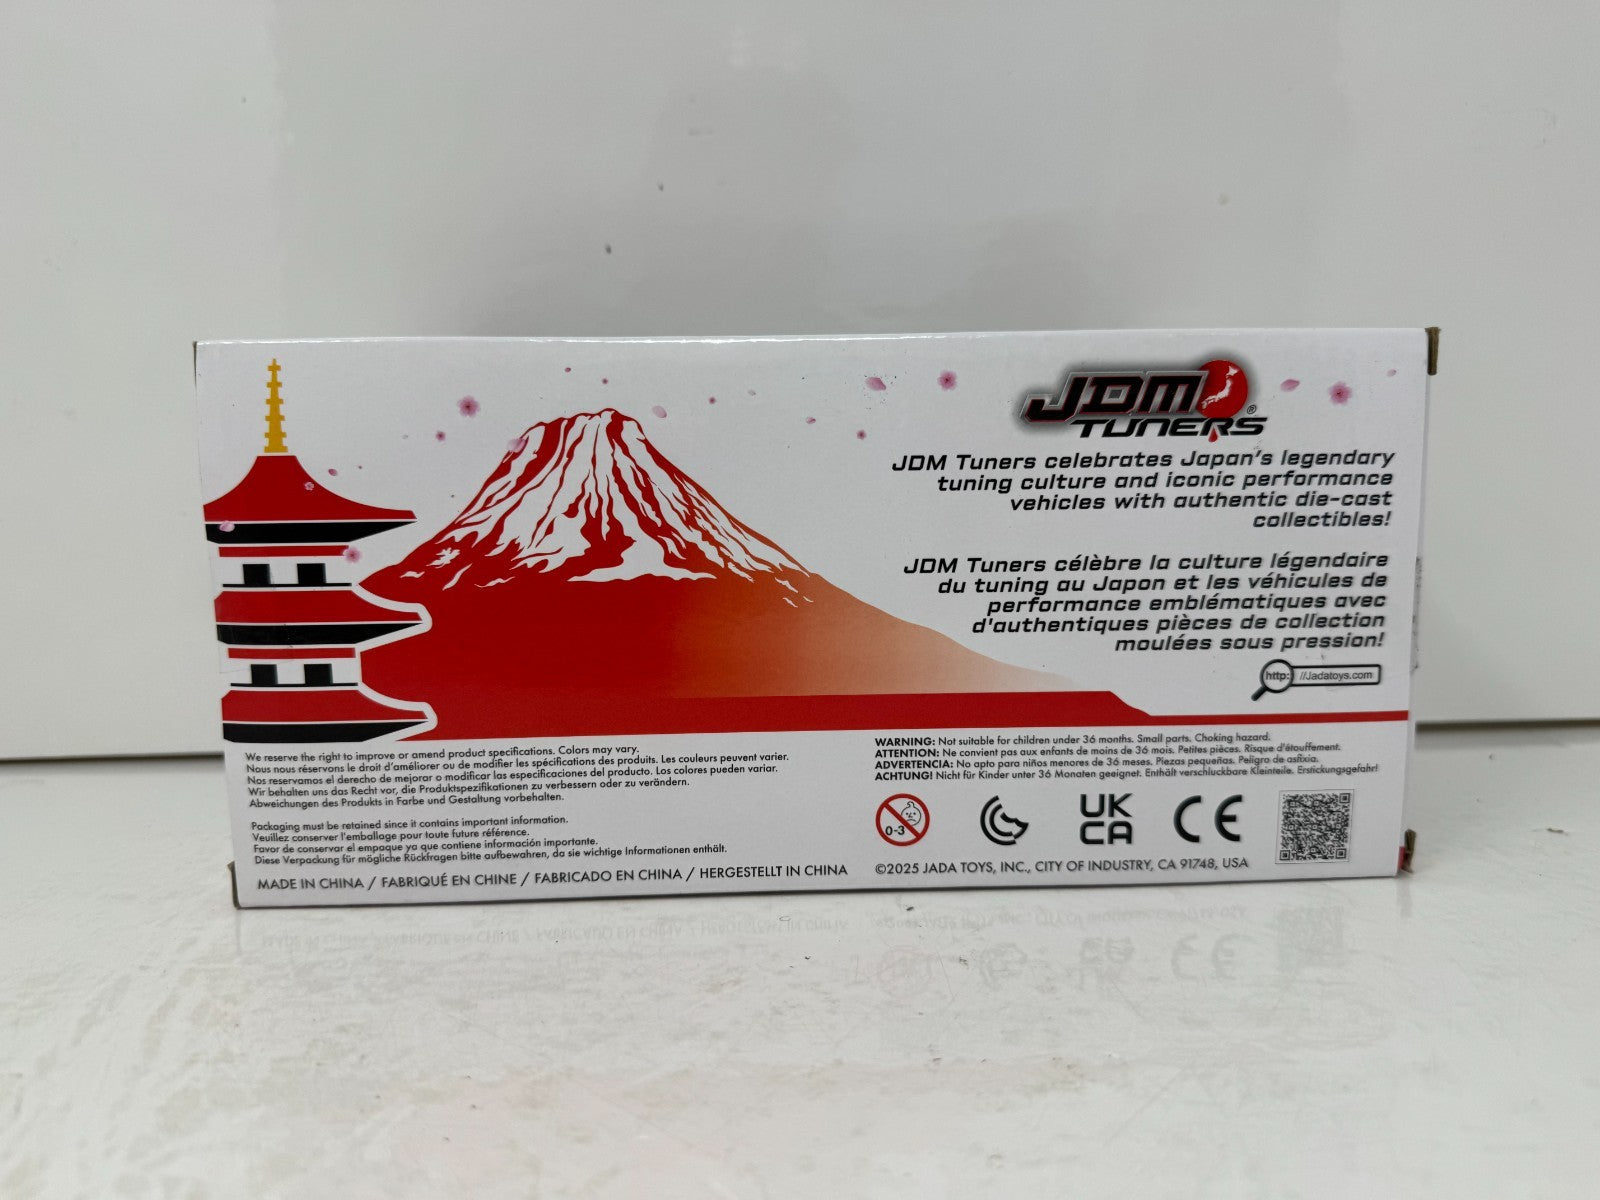 JDM
TUNERS®
JDM Tuners celebrates Japan's legendary
tuning culture and iconic performance
vehicles with authentic die-cast
collectibles!
JDM Tuners célèbre la culture légendaire
du tuning au Japon et les véhicules de
performance emblématiques avec
d'authentiques pièces de collection
moulées sous pression!
http: //Jadatoys.com
We reserve the right to improve or amend product specifications. Colors may vary.
Nous nous réservons le droit d'améliorer ou de modifier les spécifications des produits. Les couleurs peuvent varier.
Nos reservamos el derecho de mejorar o modificar las especificaciones del producto. Los colores pueden variar.
Wir behalten uns das Recht vor, die Produktspezifikationen zu verbessern oder zu verändern.
Abweichungen des Produkts in Farbe und Gestaltung vorbehalten.
Packaging must be retained since it contains important information.
Veuillez conserver l'emballage pour toute future référence.
Favor de conservar el empaque ya que contiene información importante.
Diese Verpackung für mögliche Rückfragen bitte aufbewahren, da sie wichtige Informationen enthält.
MADE IN CHINA / FABRIQUÉ EN CHINE / FABRICADO EN CHINA / HERGESTELLT IN CHINA
WARNING: Not suitable for children under 36 months. Small parts. Choking hazard.
ATTENTION: Ne convient pas aux enfants de moins de 36 mois. Petites pièces. Risque d'étouffement.
ADVERTENCIA: No apto para niños menores de 36 meses. Piezas pequeñas. Peligro de asfixia.
ACHTUNG! Nicht für Kinder unter 36 Monaten geeignet. Enthält verschluckbare Kleinteile. Erstickungsgefahr!
0-3
UK
CA
CE
©2025 JADA TOYS, INC., CITY OF INDUSTRY, CA 91748, USA